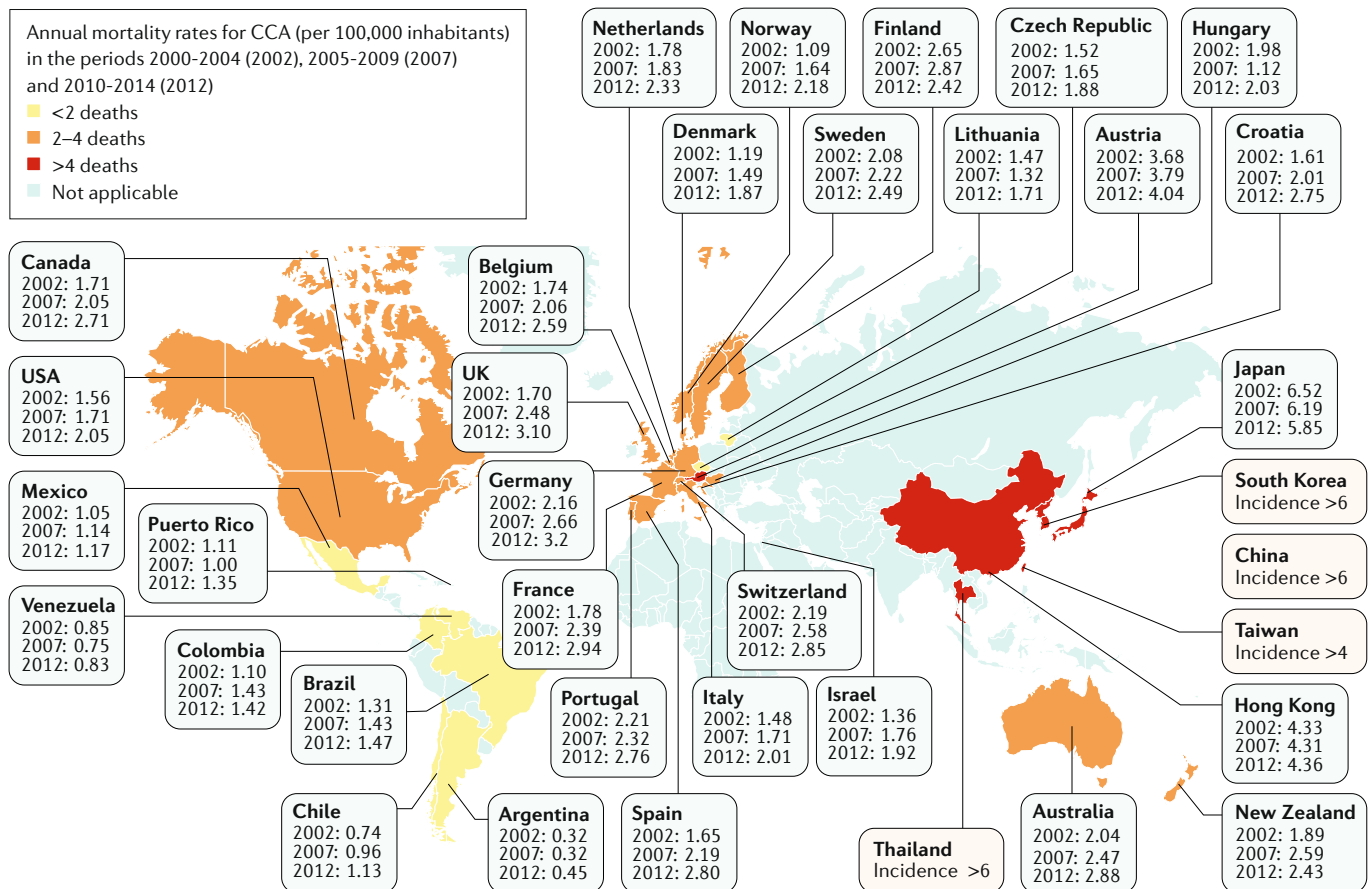 Annual mortality rates for CCA (per 100,000 inhabitants)
in the periods 2000-2004 (2002), 2005-2009 (2007)
and 2010-2014 (2012)
<2 deaths
2–4 deaths
>4 deaths
Not applicable
Netherlands
2002: 1.78
2007: 1.83
2012: 2.33
Norway
2002: 1.09
2007: 1.64
2012: 2.18
Finland
2002: 2.65
2007: 2.87
2012: 2.42
Czech Republic
2002: 1.52
2007: 1.65
2012: 1.88
Hungary
2002: 1.98
2007: 1.12
2012: 2.03
Denmark
2002: 1.19
2007: 1.49
2012: 1.87
Sweden
2002: 2.08
2007: 2.22
2012: 2.49
Lithuania
2002: 1.47
2007: 1.32
2012: 1.71
Austria
2002: 3.68
2007: 3.79
2012: 4.04
Croatia
2002: 1.61
2007: 2.01
2012: 2.75
Canada
2002: 1.71
2007: 2.05
2012: 2.71
Belgium
2002: 1.74
2007: 2.06
2012: 2.59
USA
2002: 1.56
2007: 1.71
2012: 2.05
UK
2002: 1.70
2007: 2.48
2012: 3.10
Japan
2002: 6.52
2007: 6.19
2012: 5.85
Mexico
2002: 1.05
2007: 1.14
2012: 1.17
Puerto Rico
2002: 1.11
2007: 1.00
2012: 1.35
Germany
2002: 2.16
2007: 2.66
2012: 3.2
South Korea
Incidence >6
China
Incidence >6
Venezuela
2002: 0.85
2007: 0.75
2012: 0.83
Colombia
2002: 1.10
2007: 1.43
2012: 1.42
Brazil
2002: 1.31
2007: 1.43
2012: 1.47
France
2002: 1.78
2007: 2.39
2012: 2.94
Switzerland
2002: 2.19
2007: 2.58
2012: 2.85
Taiwan
Incidence >4
Portugal
2002: 2.21
2007: 2.32
2012: 2.76
Italy
2002: 1.48
2007: 1.71
2012: 2.01
Israel
2002: 1.36
2007: 1.76
2012: 1.92
Hong Kong
2002: 4.33
2007: 4.31
2012: 4.36
Chile
2002: 0.74
2007: 0.96
2012: 1.13
Argentina
2002: 0.32
2007: 0.32
2012: 0.45
Spain
2002: 1.65
2007: 2.19
2012: 2.80
Thailand
Incidence >6
Australia
2002: 2.04
2007: 2.47
2012: 2.88
New Zealand
2002: 1.89
2007: 2.59
2012: 2.43